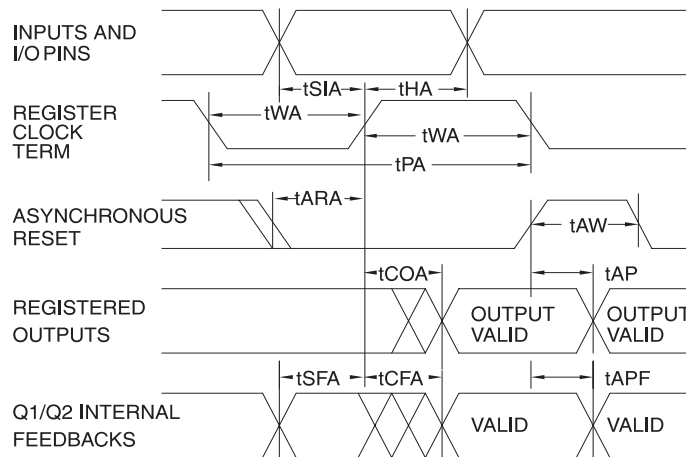 INPUTS AND
I/O PINS
tSIA
tHA
REGISTER
CLOCK
TERM
tWA
tWA
tPA
ASYNCHRONOUS
RESET
tARA
tAW
REGISTERED
OUTPUTS
tCOA
tAP
OUTPUT
VALID
OUTPUT
VALID
Q1/Q2 INTERNAL
FEEDBACKS
tSFA
tCFA
tAPF
VALID
VALID